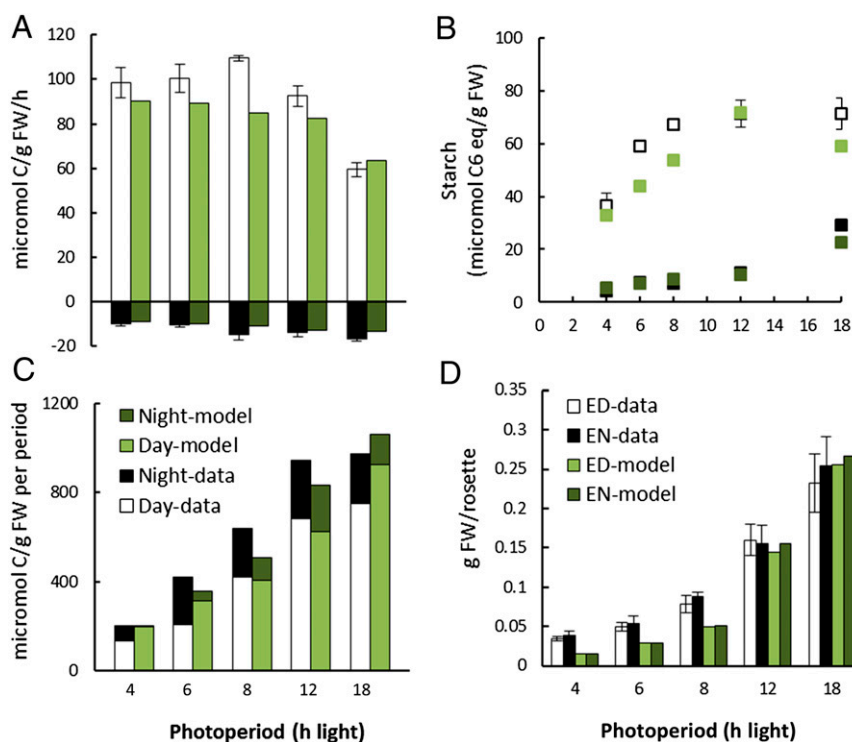 A
B
micromol C/g FW/h
120
100
80
60
40
20
0
-20
Starch
(micromol C6 eq/g FW)
100
80
60
40
20
0
0 2 4 6 8 10 12 14 16 18
C
D
micromol C/g FW per period
1200
800
400
0
Night-model
Day-model
Night-data
Day-data
4 6 8 12 18
Photoperiod (h light)
g FW/rosette
0.35
0.3
0.25
0.2
0.15
0.1
0.05
0
ED-data
EN-data
ED-model
EN-model
4 6 8 12 18
Photoperiod (h light)